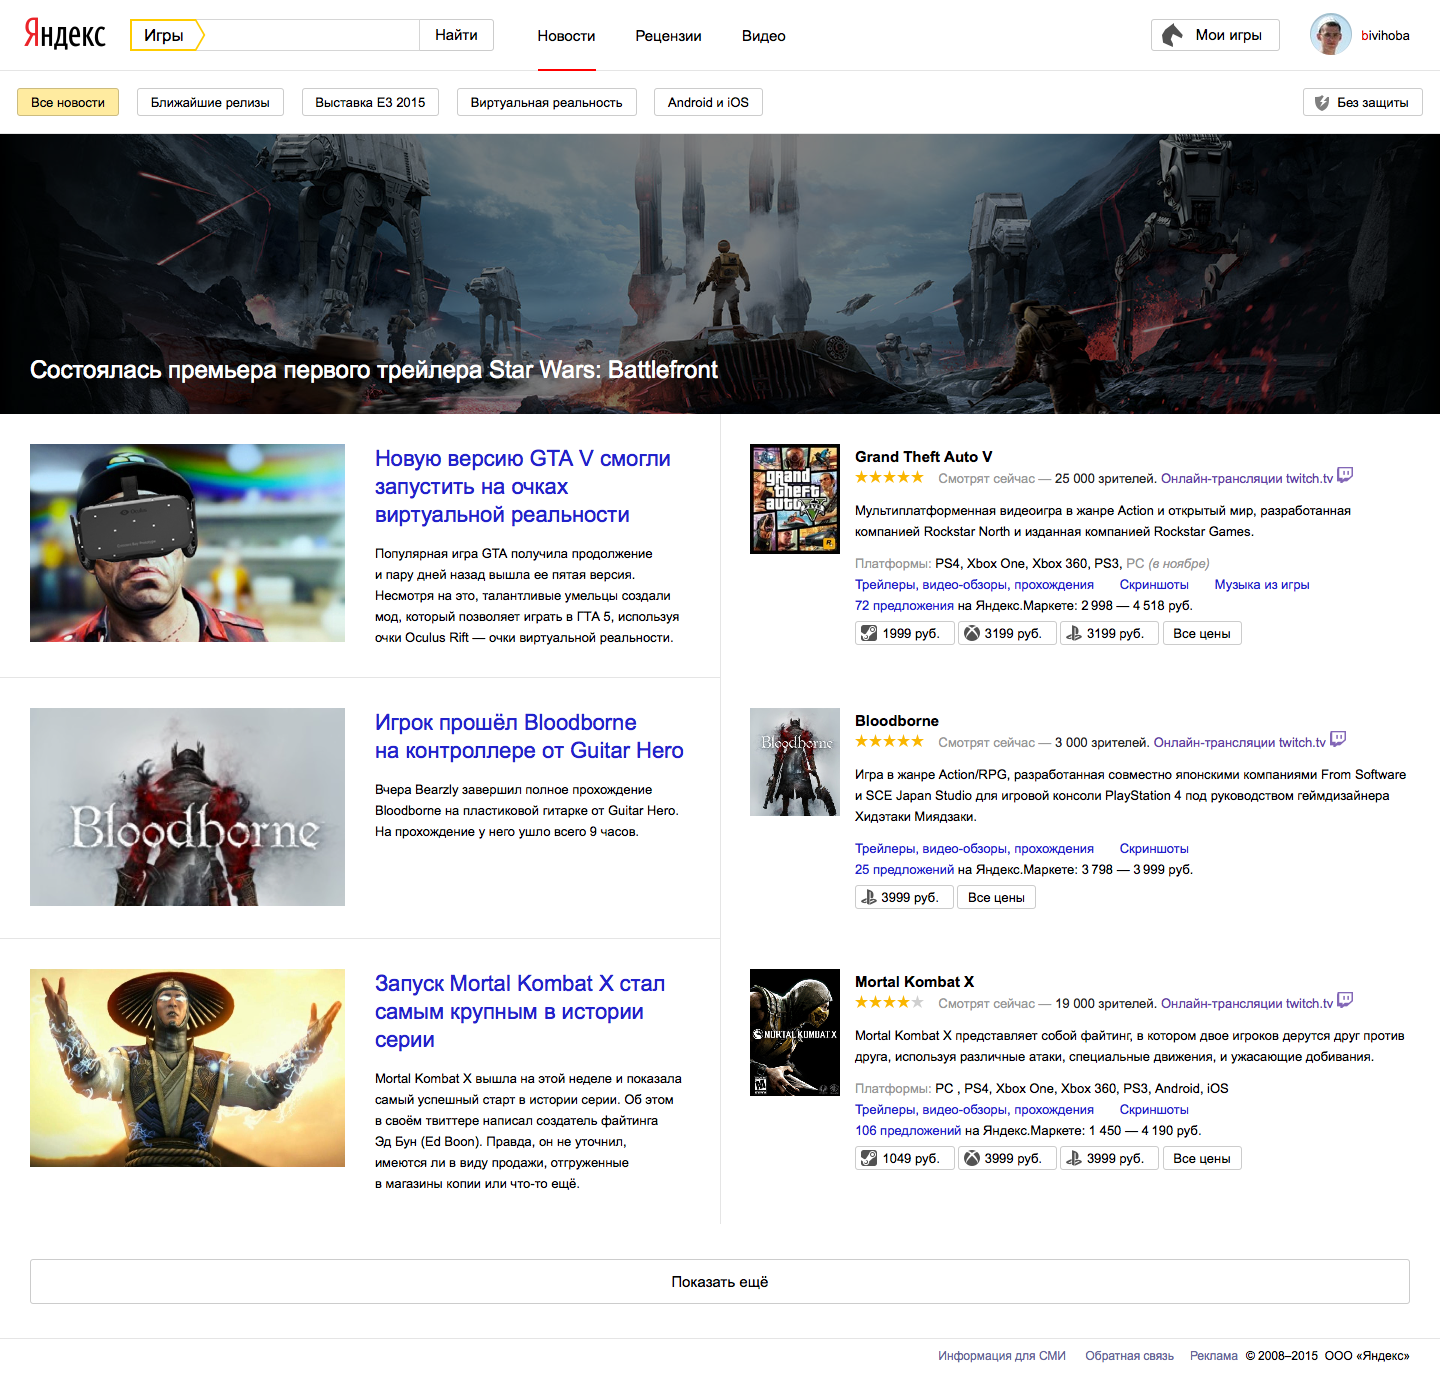 Яндекс
Игры
Найти
Новости
Рецензии
Видео
Мои игры
bivihoba
Все новости
Ближайшие релизы
Выставка E3 2015
Виртуальная реальность
Android и iOS
Без защиты
Состоялась премьера первого трейлера Star Wars: Battlefront
Новую версию GTA V смогли
запустить на очках
виртуальной реальности
Популярная игра GTA получила продолжение
и пару дней назад вышла ее пятая версия.
Несмотря на это, талантливые умельцы создали
мод, который позволяет играть в ГТА 5, используя
очки Oculus Rift — очки виртуальной реальности.
grand
theft
auto
V
Grand Theft Auto V
Смотрят сейчас — 25 000 зрителей. Онлайн-трансляции twitch.tv
Мультиплатформенная видеоигра в жанре Action и открытый мир, разработанная
компанией Rockstar North и изданная компанией Rockstar Games.
Платформы: PS4, Xbox One, Xbox 360, PS3, PC (в ноябре)
Трейлеры, видео-обзоры, прохождения Скриншоты Музыка из игры
72 предложения на Яндекс.Маркете: 2 998 — 4 518 руб.
1999 руб. 3199 руб. 3199 руб. Все цены
Bloodborne
Игрок прошёл Bloodborne
на контроллере от Guitar Hero
Вчера Bearzly завершил полное прохождение
Bloodborne на пластиковой гитарке от Guitar Hero.
На прохождение у него ушло всего 9 часов.
Bloodborne
Bloodborne
Смотрят сейчас — 3 000 зрителей. Онлайн-трансляции twitch.tv
Игра в жанре Action/RPG, разработанная совместно японскими компаниями From Software
и SCE Japan Studio для игровой консоли PlayStation 4 под руководством геймдизайнера
Хидэтаки Миядзаки.
Трейлеры, видео-обзоры, прохождения Скриншоты
25 предложений на Яндекс.Маркете: 3 798 — 3 999 руб.
3999 руб. Все цены
Запуск Mortal Kombat X стал
самым крупным в истории
серии
Mortal Kombat X вышла на этой неделе и показала
самый успешный старт в истории серии. Об этом
в своём твиттере написал создатель файтинга
Эд Бун (Ed Boon). Правда, он не уточнил,
имеются ли в виду продажи, отгруженные
в магазины копии или что-то ещё.
MORTAL KOMBAT X
Mortal Kombat X
Смотрят сейчас — 19 000 зрителей. Онлайн-трансляции twitch.tv
Mortal Kombat X представляет собой файтинг, в котором двое игроков дерутся друг против
друга, используя различные атаки, специальные движения, и ужасающие добивания.
Платформы: PC , PS4, Xbox One, Xbox 360, PS3, Android, iOS
Трейлеры, видео-обзоры, прохождения Скриншоты
106 предложений на Яндекс.Маркете: 1 450 — 4 190 руб.
1049 руб. 3999 руб. 3999 руб. Все цены
Показать ещё
Информация для СМИ Обратная связь Реклама © 2008–2015 ООО «Яндекс»